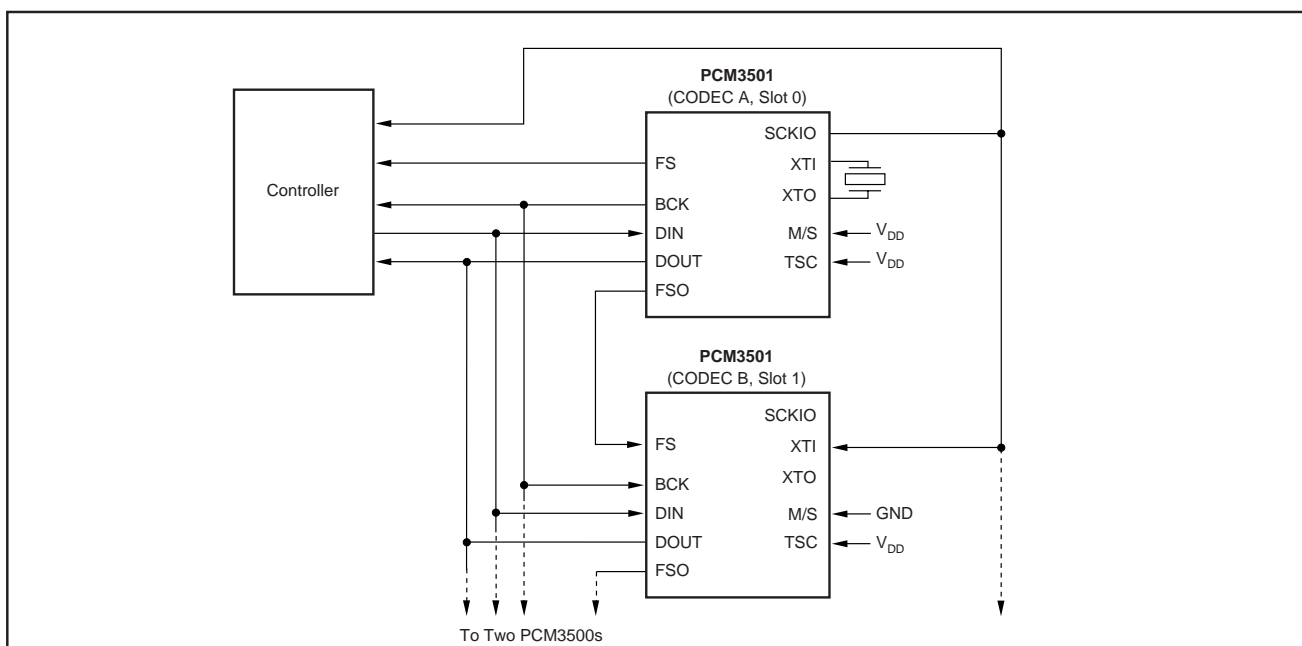 PCM3501
(CODEC A, Slot 0)
Controller
SCKIO
FS
XTI
BCK
XTO
DIN
M/S
V_DD
DOUT
TSC
V_DD
FSO
PCM3501
(CODEC B, Slot 1)
SCKIO
FS
XTI
BCK
XTO
DIN
M/S
GND
DOUT
TSC
V_DD
FSO
To Two PCM3500s